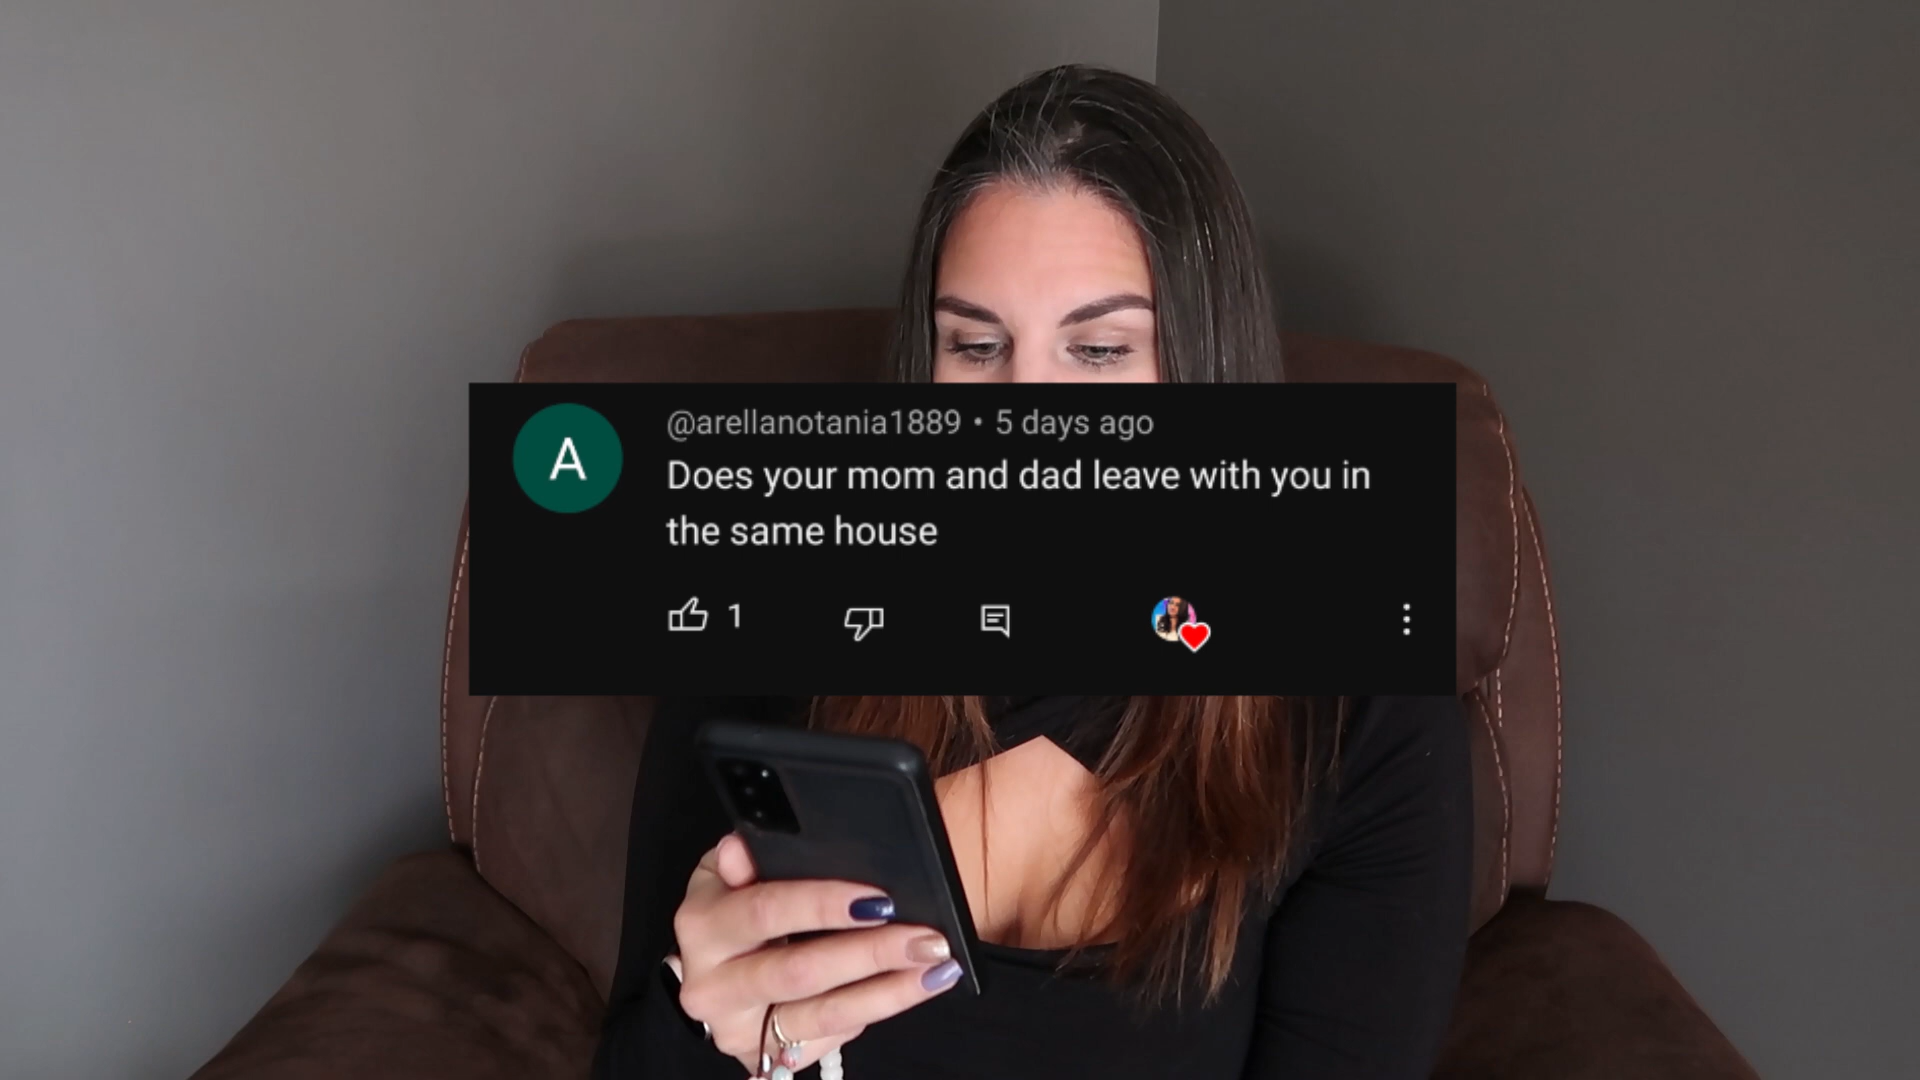 A
@arellanotania1889 • 5 days ago
Does your mom and dad leave with you in
the same house
1